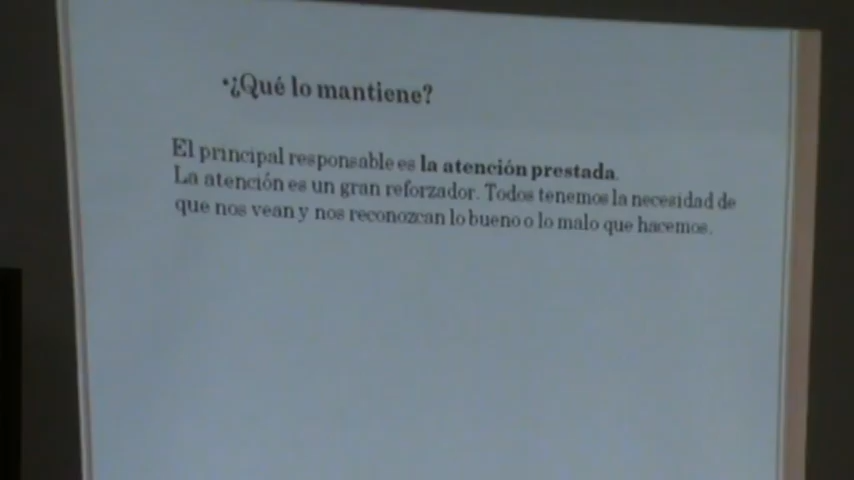 •¿Qué lo mantiene?
El principal responsable es la atención prestada.
La atención es un gran reforzador. Todos tenemos la necesidad de
que nos vean y nos reconozcan lo bueno o lo malo que hacemos.